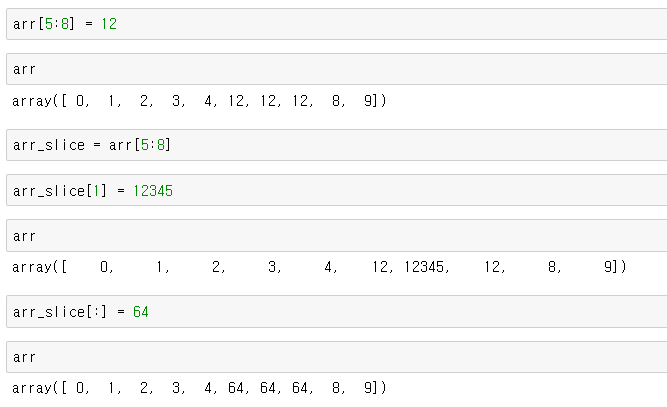 arr[5:8] = 12
arr
array([ 0,  1,  2,  3,  4, 12, 12, 12,  8,  9])
arr_slice = arr[5:8]
arr_slice[1] = 12345
arr
array([    0,     1,     2,     3,     4,    12, 12345,    12,     8,     9])
arr_slice[:] = 64
arr
array([ 0,  1,  2,  3,  4, 64, 64, 64,  8,  9])